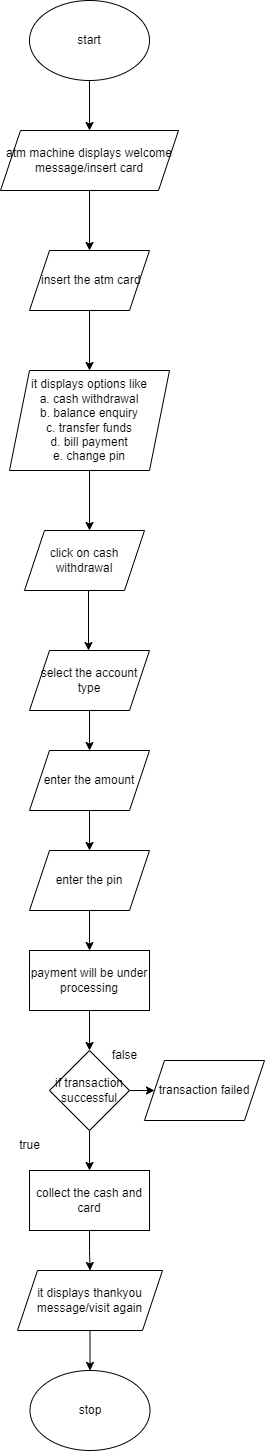 start
atm machine displays welcome
message/insert card
insert the atm card
it displays options like
a. cash withdrawal
b. balance enquiry
c. transfer funds
d. bill payment
e. change pin
click on cash
withdrawal
select the account
type
enter the amount
enter the pin
payment will be under
processing
false
if transaction
successful
transaction failed
true
collect the cash and
card
it displays thankyou
message/visit again
stop